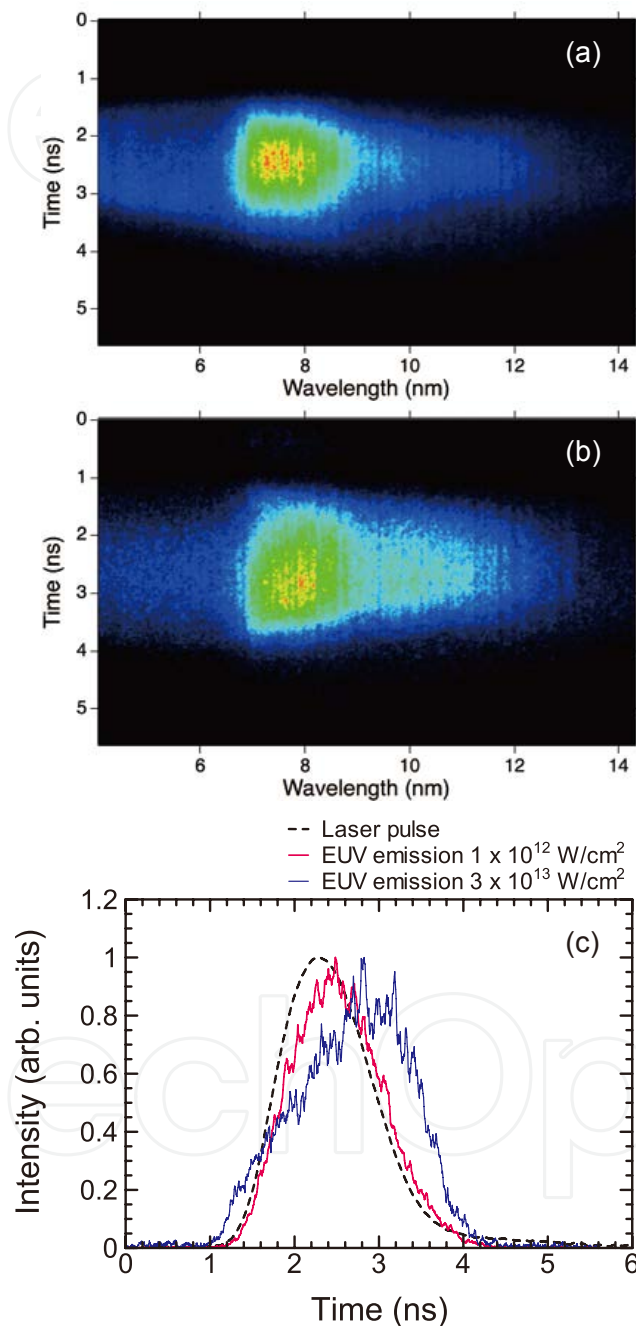 (a)
0
1
2
3
4
5
Time (ns)
6 8 10 12 14
Wavelength (nm)
(b)
0
1
2
3
4
5
Time (ns)
6 8 10 12 14
Wavelength (nm)
Laser pulse
EUV emission 1 x 10¹² W/cm²
EUV emission 3 x 10¹³ W/cm²
(c)
1.2
1
0.8
0.6
0.4
0.2
0
Intensity (arb. units)
0 1 2 3 4 5 6
Time (ns)
echOp